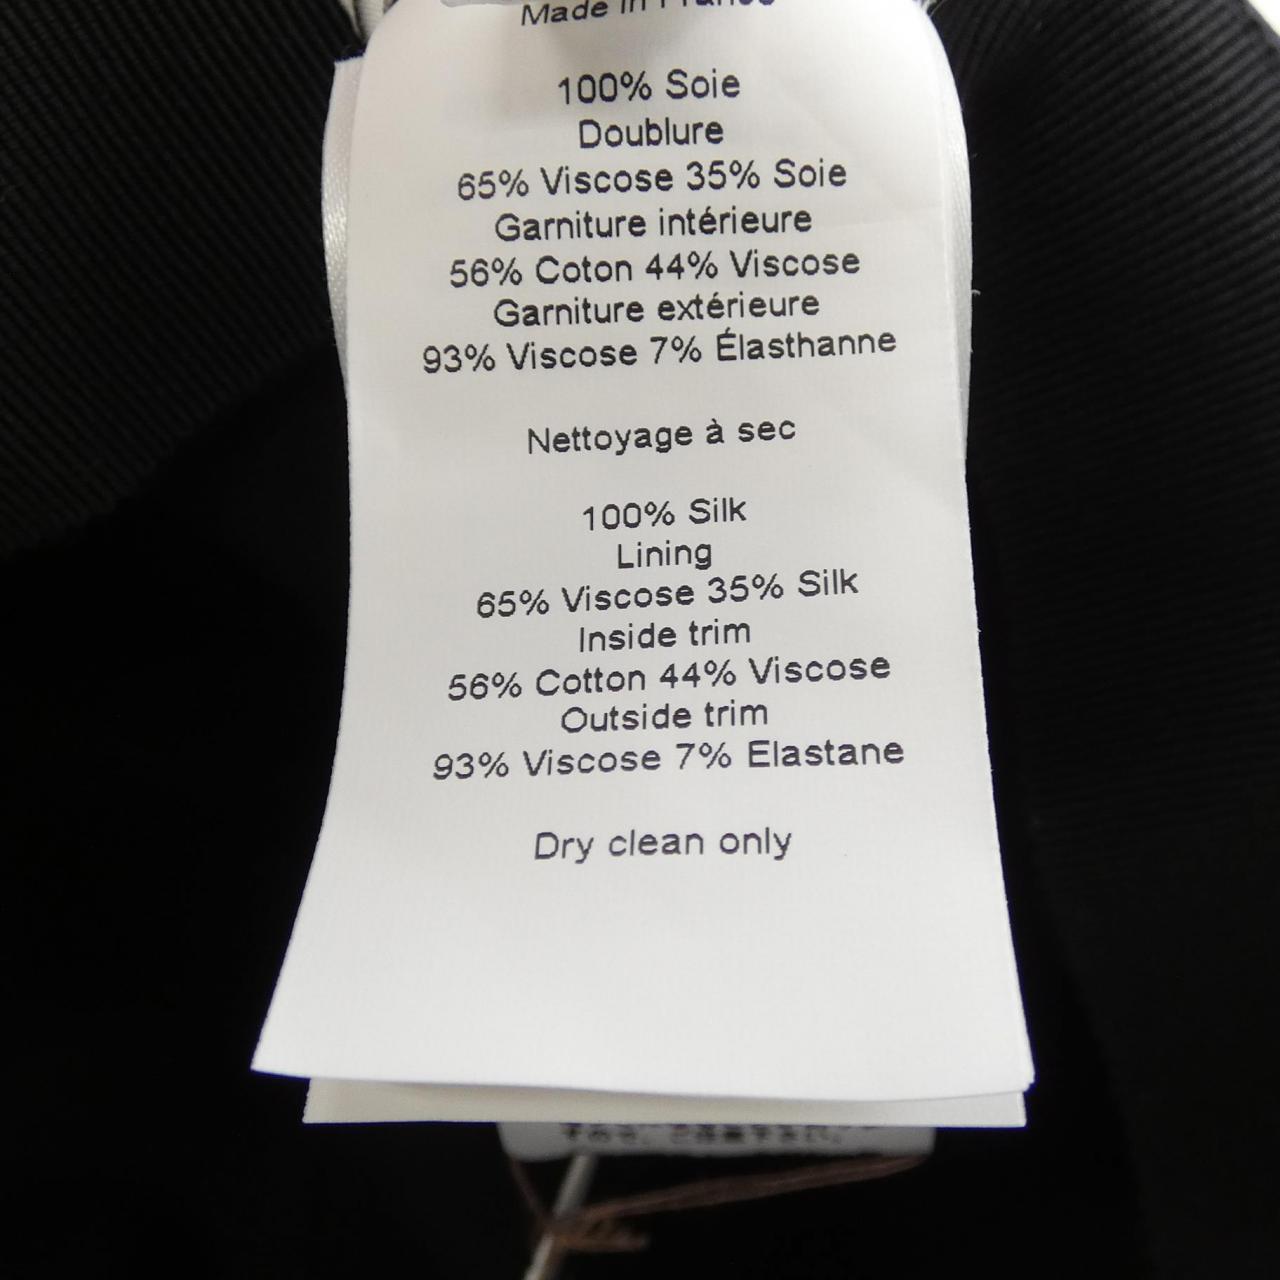 Made in France
100% Soie
Doublure
65% Viscose 35% Soie
Garniture intérieure
56% Coton 44% Viscose
Garniture extérieure
93% Viscose 7% Élasthanne
Nettoyage à sec
100% Silk
Lining
65% Viscose 35% Silk
Inside trim
56% Cotton 44% Viscose
Outside trim
93% Viscose 7% Elastane
Dry clean only